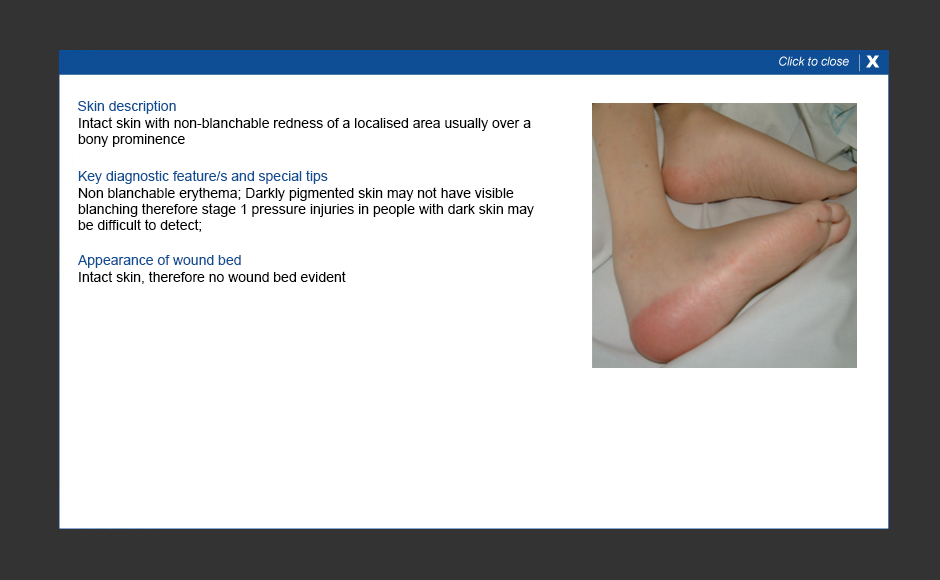 Click to close X
Skin description
Intact skin with non-blanchable redness of a localised area usually over a
bony prominence
Key diagnostic feature/s and special tips
Non blanchable erythema; Darkly pigmented skin may not have visible
blanching therefore stage 1 pressure injuries in people with dark skin may
be difficult to detect;
Appearance of wound bed
Intact skin, therefore no wound bed evident